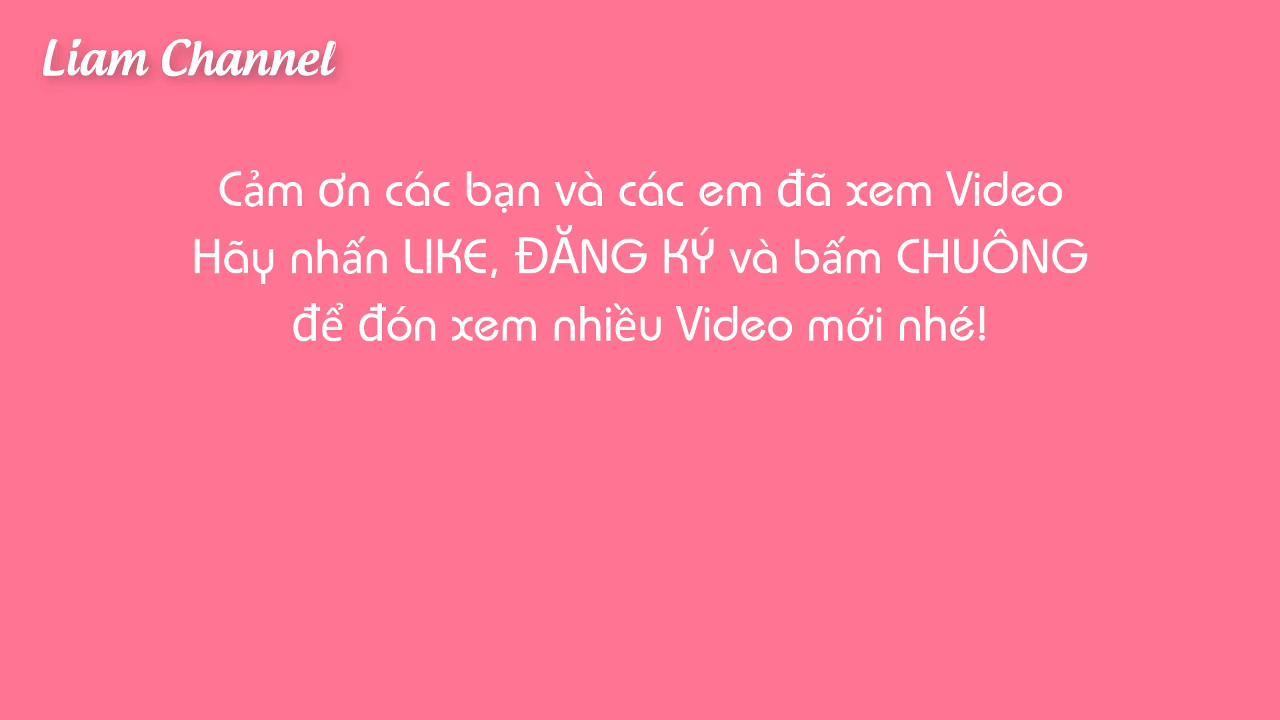 Liam Channel
Cảm ơn các bạn và các em đã xem Video
Hãy nhấn LIKE, ĐĂNG KÝ và bấm CHUÔNG
để đón xem nhiều Video mới nhé!